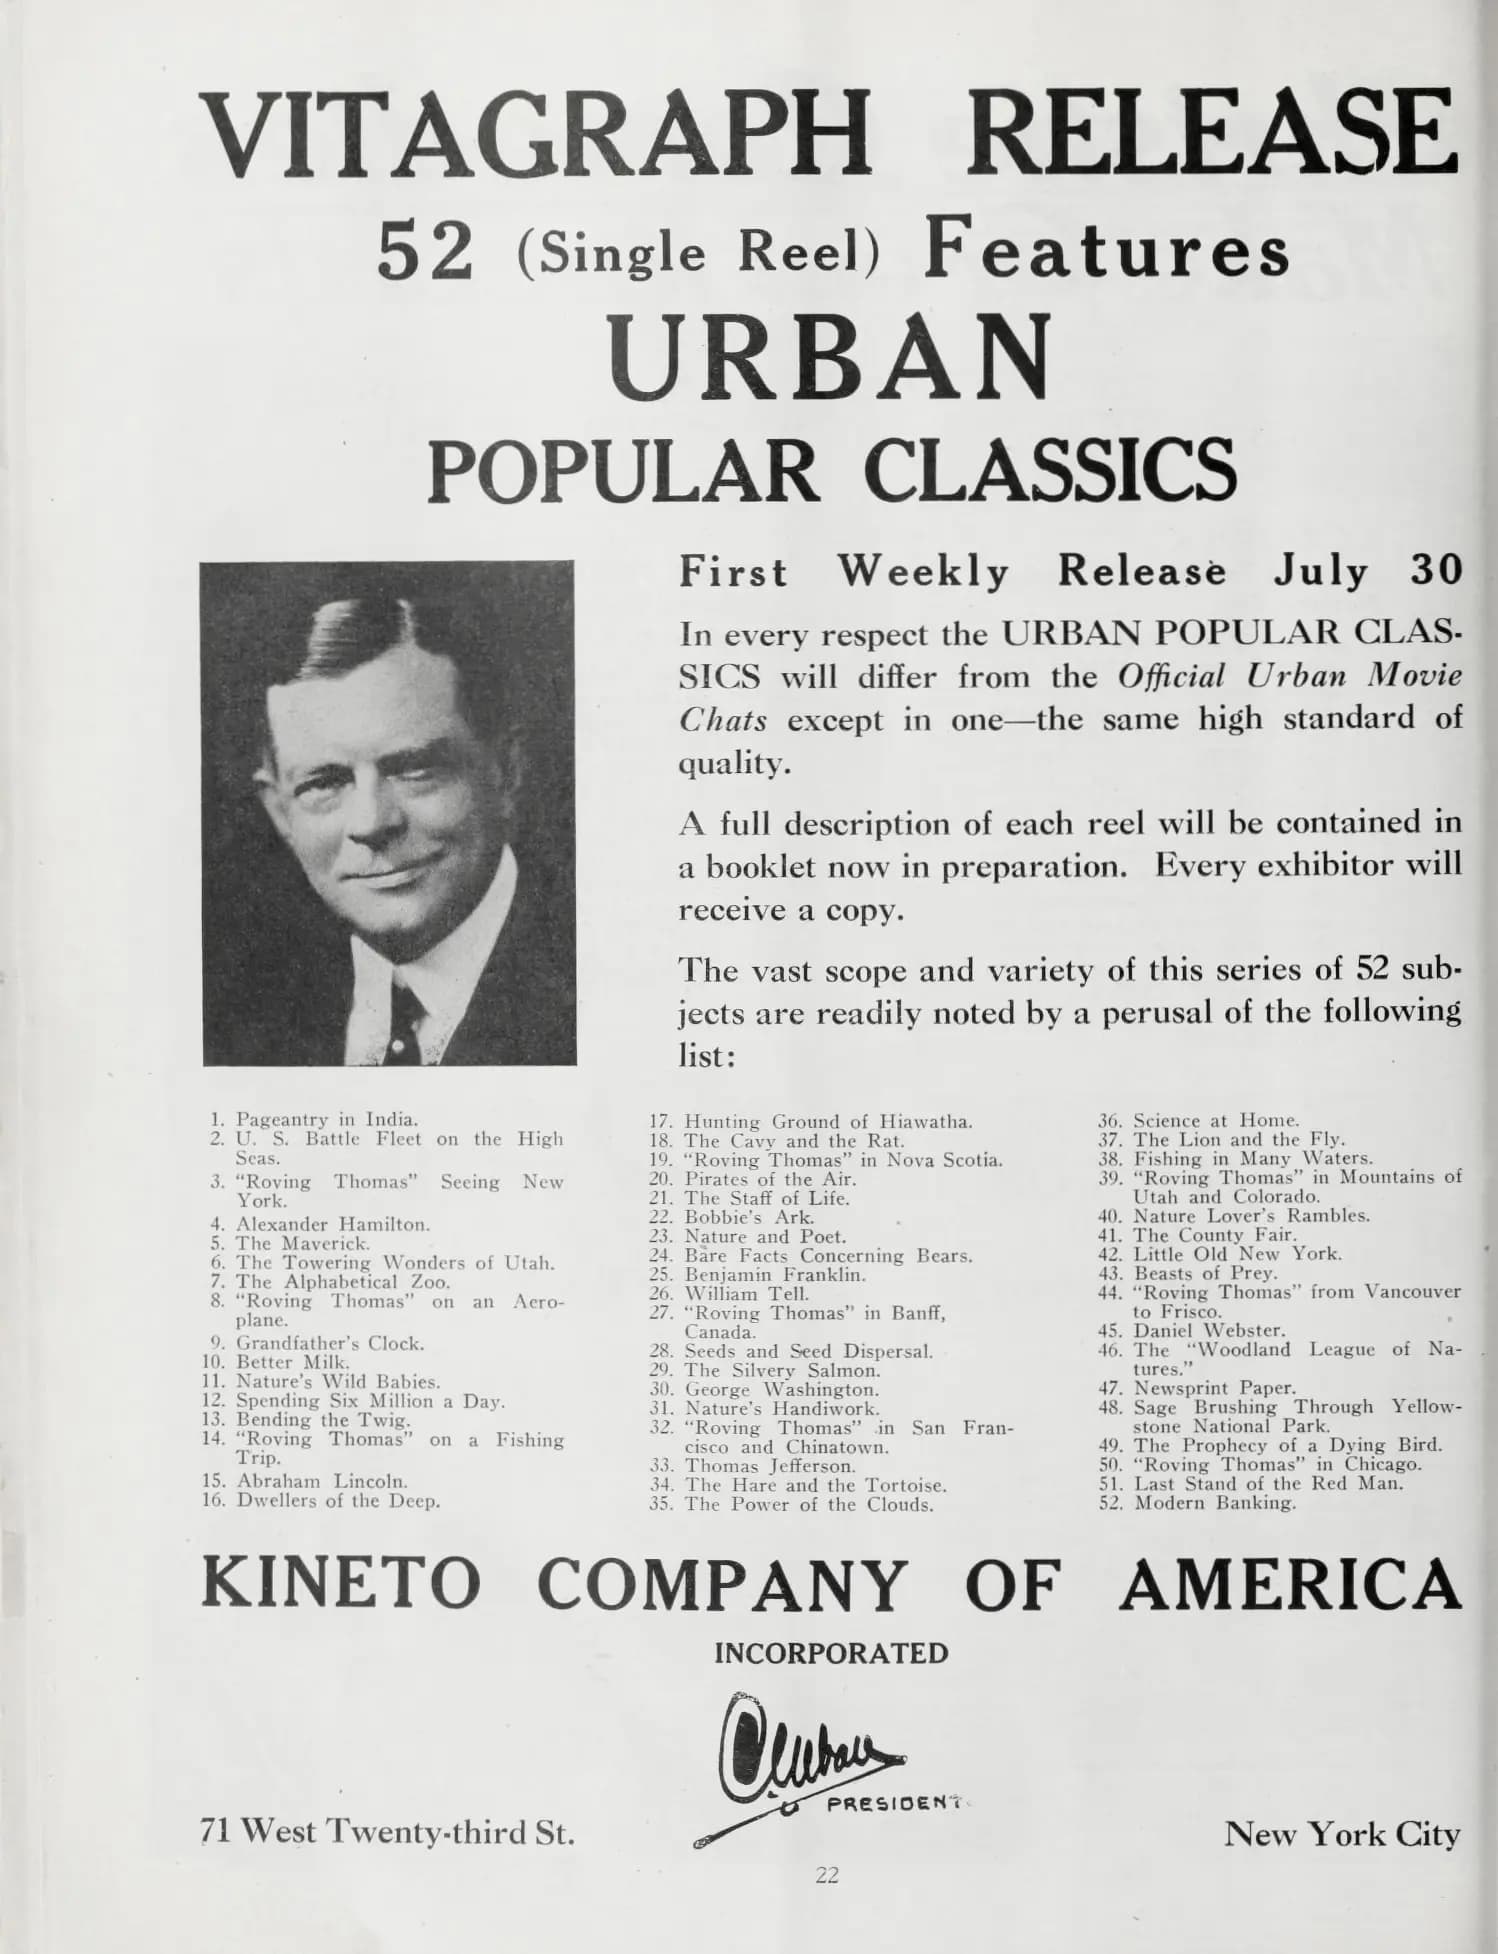 VITAGRAPH RELEASE
52 (Single Reel) Features
URBAN
POPULAR CLASSICS
First Weekly Release July 30
In every respect the URBAN POPULAR CLAS-
SICS will differ from the Official Urban Movie
Chats except in one—the same high standard of
quality.
A full description of each reel will be contained in
a booklet now in preparation. Every exhibitor will
receive a copy.
The vast scope and variety of this series of 52 sub-
jects are readily noted by a perusal of the following
list:
1. Pageantry in India.
2. U. S. Battle Fleet on the High
Seas.
3. "Roving Thomas" Seeing New
York.
4. Alexander Hamilton.
5. The Maverick.
6. The Towering Wonders of Utah.
7. The Alphabetical Zoo.
8. "Roving Thomas" on an Aero-
plane.
9. Grandfather's Clock.
10. Better Milk.
11. Nature's Wild Babies.
12. Spending Six Million a Day.
13. Bending the Twig.
14. "Roving Thomas" on a Fishing
Trip.
15. Abraham Lincoln.
16. Dwellers of the Deep.
17. Hunting Ground of Hiawatha.
18. The Cavy and the Rat.
19. "Roving Thomas" in Nova Scotia.
20. Pirates of the Air.
21. The Staff of Life.
22. Bobbie's Ark.
23. Nature and Poet.
24. Bare Facts Concerning Bears.
25. Benjamin Franklin.
26. William Tell.
27. "Roving Thomas" in Banff,
Canada.
28. Seeds and Seed Dispersal.
29. The Silvery Salmon.
30. George Washington.
31. Nature's Handiwork.
32. "Roving Thomas" in San Fran-
cisco and Chinatown.
33. Thomas Jefferson.
34. The Hare and the Tortoise.
35. The Power of the Clouds.
36. Science at Home.
37. The Lion and the Fly.
38. Fishing in Many Waters.
39. "Roving Thomas" in Mountains of
Utah and Colorado.
40. Nature Lover's Rambles.
41. The County Fair.
42. Little Old New York.
43. Beasts of Prey.
44. "Roving Thomas" from Vancouver
to Frisco.
45. Daniel Webster.
46. The "Woodland League of Na-
tures."
47. Newsprint Paper.
48. Sage Brushing Through Yellow-
stone National Park.
49. The Prophecy of a Dying Bird.
50. "Roving Thomas" in Chicago.
51. Last Stand of the Red Man.
52. Modern Banking.
KINETO COMPANY OF AMERICA
INCORPORATED
C Urban
PRESIDENT
71 West Twenty-third St.
New York City
22